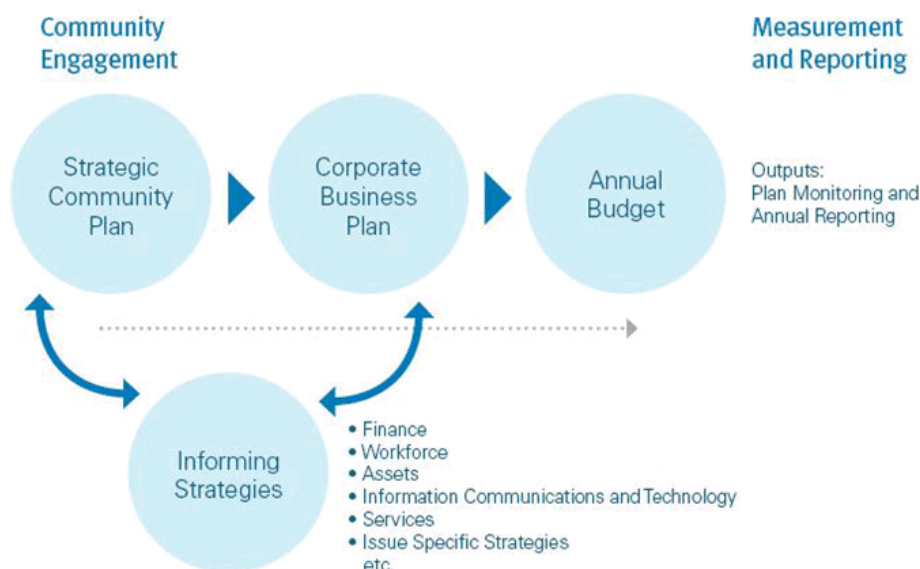 Community
Engagement
Measurement
and Reporting
Strategic
Community
Plan
Corporate
Business
Plan
Annual
Budget
Outputs:
Plan Monitoring and
Annual Reporting
Informing
Strategies
• Finance
• Workforce
• Assets
• Information Communications and Technology
• Services
• Issue Specific Strategies
etc